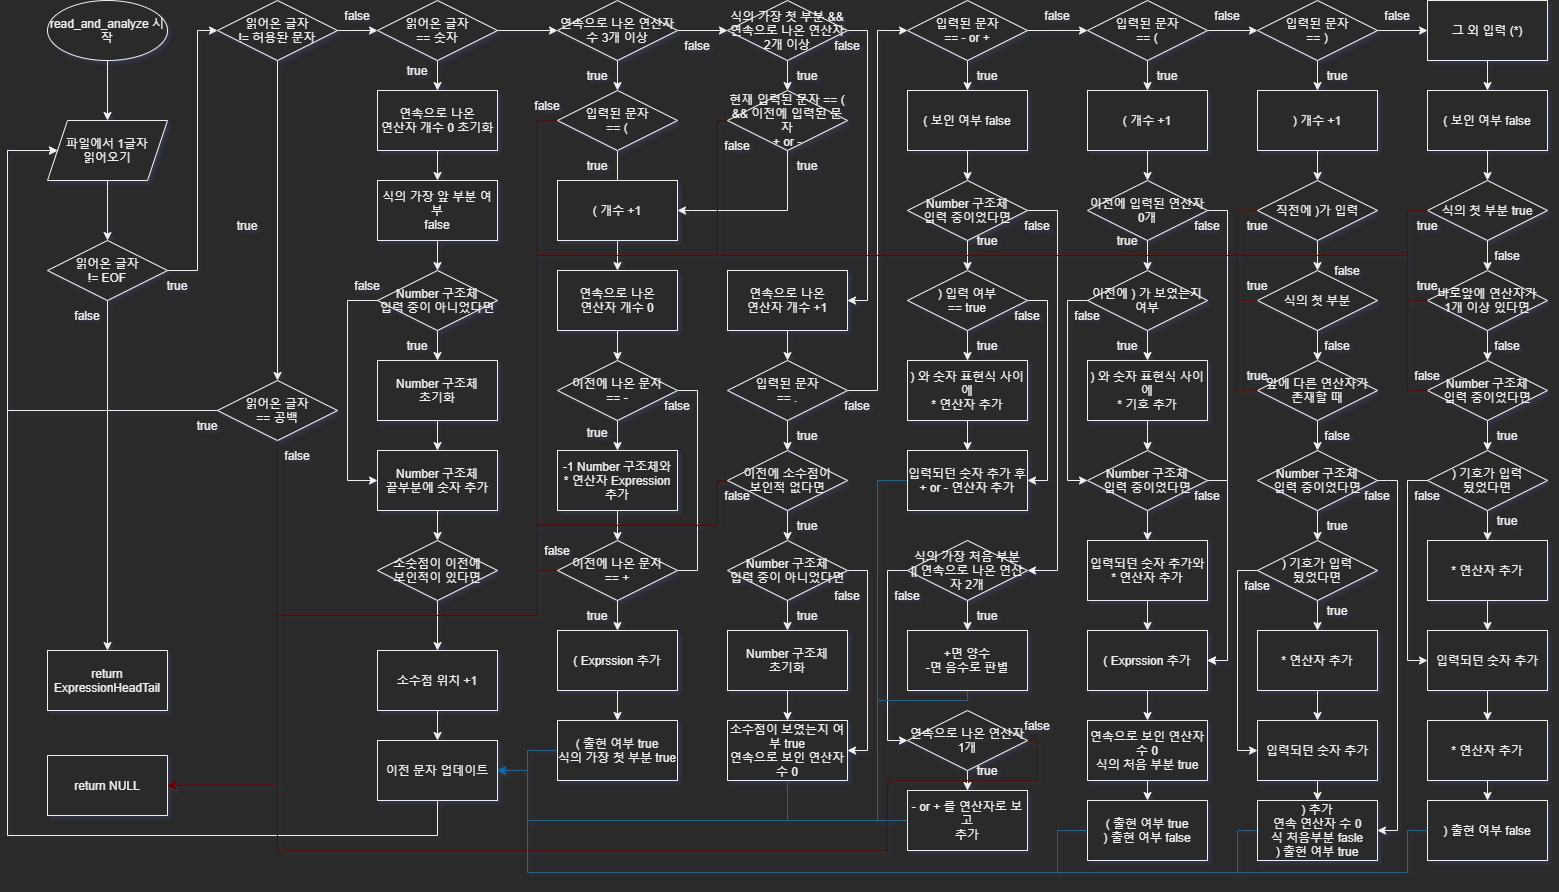 read_and_analyze 시
작
파일에서 1글자
읽어오기
읽어온 글자
!= EOF
true
false
return
ExpressionHeadTail
return NULL
읽어온 글자
!= 허용된 문자
false
true
읽어온 글자
== 공백
true
false
읽어온 글자
== 숫자
true
연속으로 나온
연산자 개수 0 초기화
식의 가장 앞 부분 여
부
false
false
Number 구조체
입력 중이 아니었다면
true
Number 구조체
초기화
Number 구조체
끝부분에 숫자 추가
소숫점이 이전에
보인적이 있다면
소수점 위치 +1
이전 문자 업데이트
연속으로 나온 연산자
수 3개 이상
false
true
false
입력된 문자
== (
true
( 개수 +1
연속으로 나온
연산자 개수 0
이전에 나온 문자
== -
false
true
-1 Number 구조체와
* 연산자 Expression
추가
false
이전에 나온 문자
== +
true
( Exprssion 추가
( 출현 여부 true
식의 가장 첫 부분 true
식의 가장 첫 부분 &&
연속으로 나온 연산자
2개 이상
false
true
현재 입력된 문자 == (
&& 이전에 입력된 문
자
+ or -
false
true
연속으로 나온
연산자 개수 +1
입력된 문자
== .
false
true
이전에 소수점이
보인적 없다면
false
true
Number 구조체
입력 중이 아니었다면
false
true
Number 구조체
초기화
소수점이 보였는지 여
부 true
연속으로 보인 연산자
수 0
입력된 문자
== - or +
false
true
( 보인 여부 false
Number 구조체
입력 중이었다면
false
true
) 입력 여부
== true
false
true
) 와 숫자 표현식 사이
에
* 연산자 추가
입력되던 숫자 추가 후
+ or - 연산자 추가
식의 가장 처음 부분
|| 연속으로 나온 연산
자 2개
false
true
+면 양수
-면 음수로 판별
연속으로 나온 연산자
1개
false
true
- or + 를 연산자로 보
고
추가
입력된 문자
== (
false
true
( 개수 +1
이전에 입력된 연산자
0개
false
true
이전에 ) 가 보였는지
여부
false
true
) 와 숫자 표현식 사이
에
* 기호 추가
Number 구조체
입력 중이었다면
false
true
입력되던 숫자 추가와
* 연산자 추가
( Exprssion 추가
연속으로 보인 연산자
수 0
식의 처음 부분 true
( 출현 여부 true
) 출현 여부 false
입력된 문자
== )
false
true
) 개수 +1
직전에 )가 입력
true
false
식의 첫 부분
true
false
앞에 다른 연산자가
존재할 때
true
false
Number 구조체
입력 중이었다면
false
true
) 기호가 입력
됬었다면
false
true
* 연산자 추가
입력되던 숫자 추가
) 추가
연속 연산자 수 0
식 처음부분 fasle
) 출현 여부 true
그 외 입력 (*)
true
( 보인 여부 false
식의 첫 부분 true
true
false
바로앞에 연산자가
1개 이상 있다면
true
false
Number 구조체
입력 중이었다면
false
true
) 기호가 입력
됬었다면
false
true
* 연산자 추가
입력되던 숫자 추가
* 연산자 추가
) 출현 여부 false